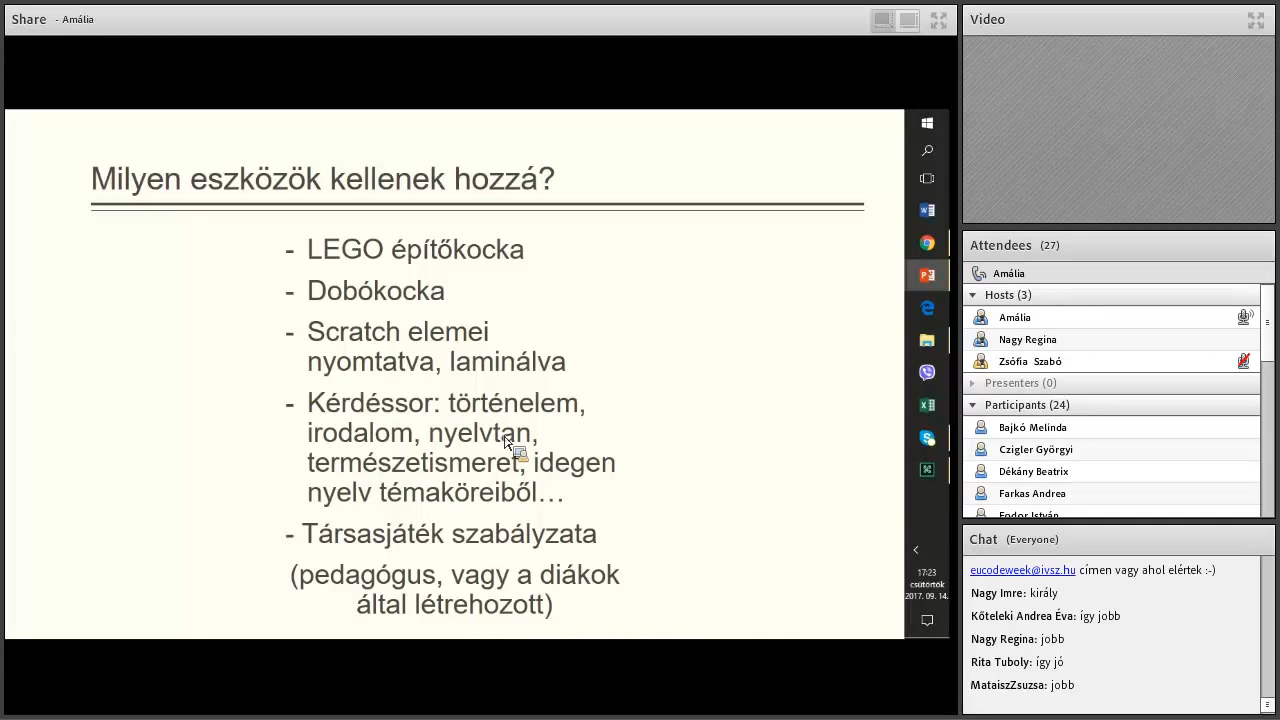 Share - Amália
Milyen eszközök kellenek hozzá?
- LEGO építőkocka
- Dobókocka
- Scratch elemei
nyomtatva, laminálva
- Kérdéssor: történelem,
irodalom, nyelvtan,
természetismeret, idegen
nyelv témaköreiből…
- Társasjáték szabályzata
(pedagógus, vagy a diákok
által létrehozott)
17:23
csütörtök
2017. 09. 14.
Video
Attendees (27)
Amália
Hosts (3)
Amália
Nagy Regina
Zsófia Szabó
Presenters (0)
Participants (24)
Bajkó Melinda
Czigler Györgyi
Dékány Beatrix
Farkas Andrea
Fodor István
Chat (Everyone)
eucodeweek@ivsz.hu címen vagy ahol elértek :-)
Nagy Imre: király
Kőteleki Andrea Éva: így jobb
Nagy Regina: jobb
Rita Tuboly: így jó
MataiszZsuzsa: jobb